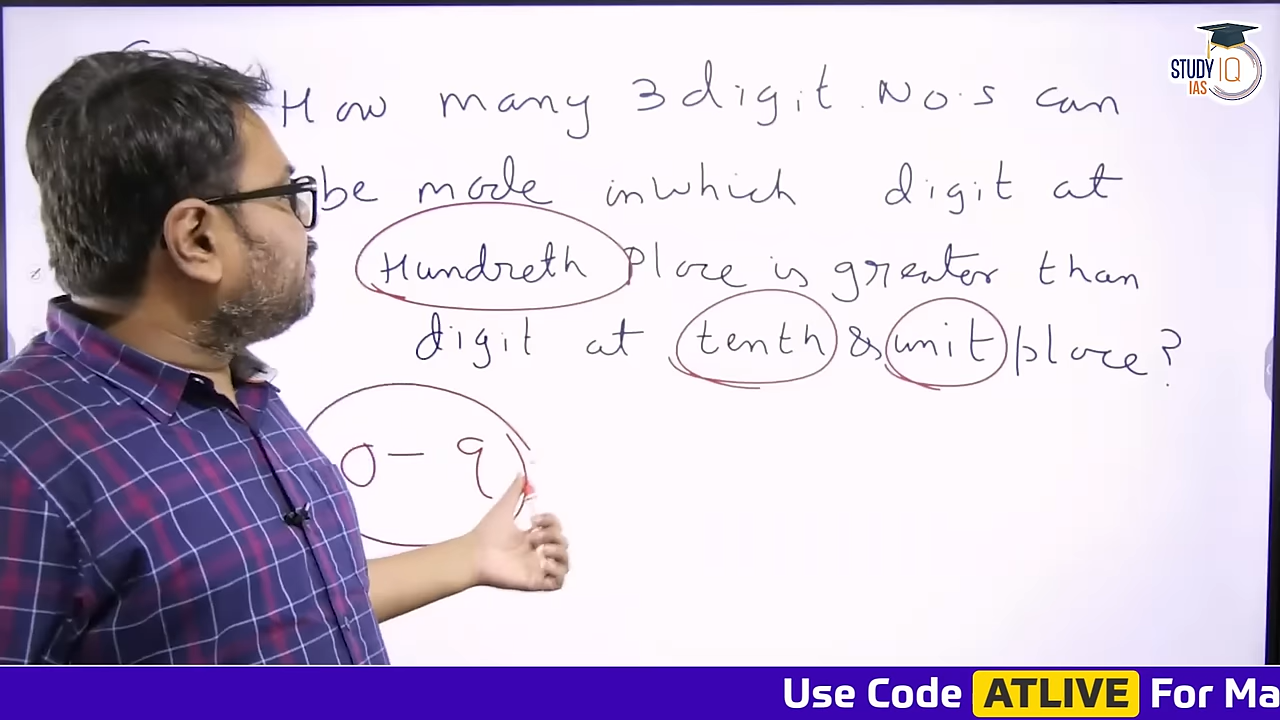 STUDY IQ
IAS
How many 3 digit No.s can
be made in which digit at
Hundreth place is greater than
digit at tenth & unit place?
0 - 9
Use Code ATLIVE For Ma